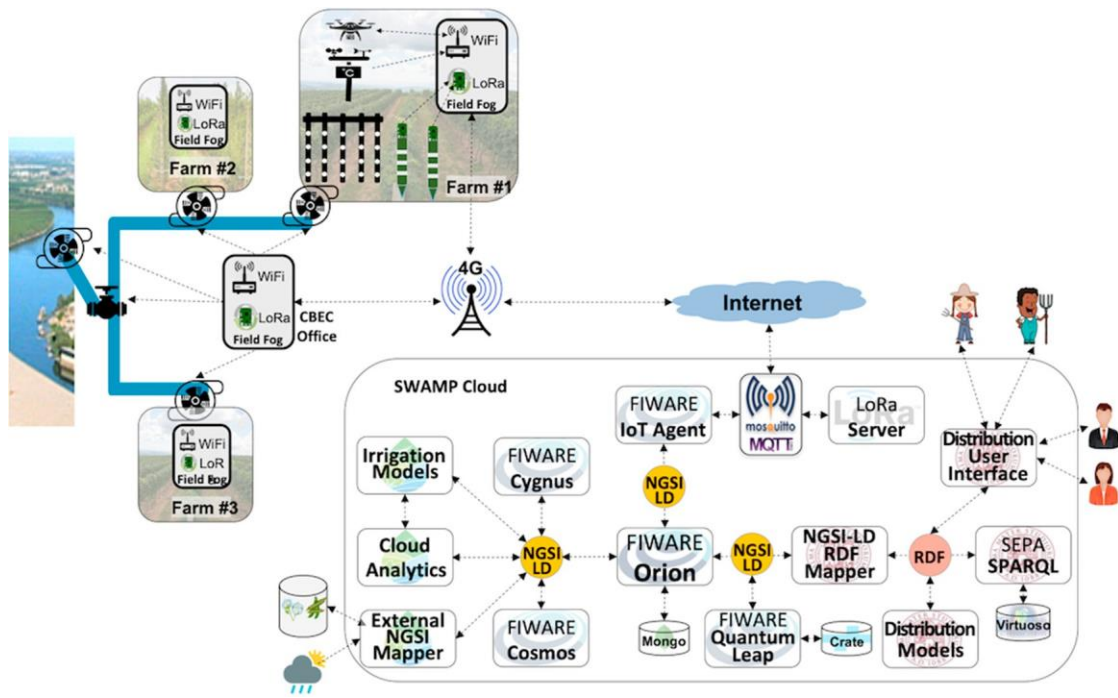 WiFi
LoRa
Field Fog
Farm #1
WiFi
LoRa
Field Fog
Farm #2
°C
WiFi
LoRa
Field Fog
CBEC
Office
4G
Internet
WiFi
LoR
Farm #3
SWAMP Cloud
FIWARE
IoT Agent
mosquitto
MQTT
LoRa
Server
Distribution
User
Interface
Irrigation
Models
FIWARE
Cygnus
NGSI
LD
Cloud
Analytics
NGSI
LD
FIWARE
Orion
NGSI
LD
NGSI-LD
RDF
Mapper
RDF
SEPA
SPARQL
External
NGSI
Mapper
FIWARE
Cosmos
Mongo
FIWARE
Quantum
Leap
Crate
Distribution
Models
Virtuoso